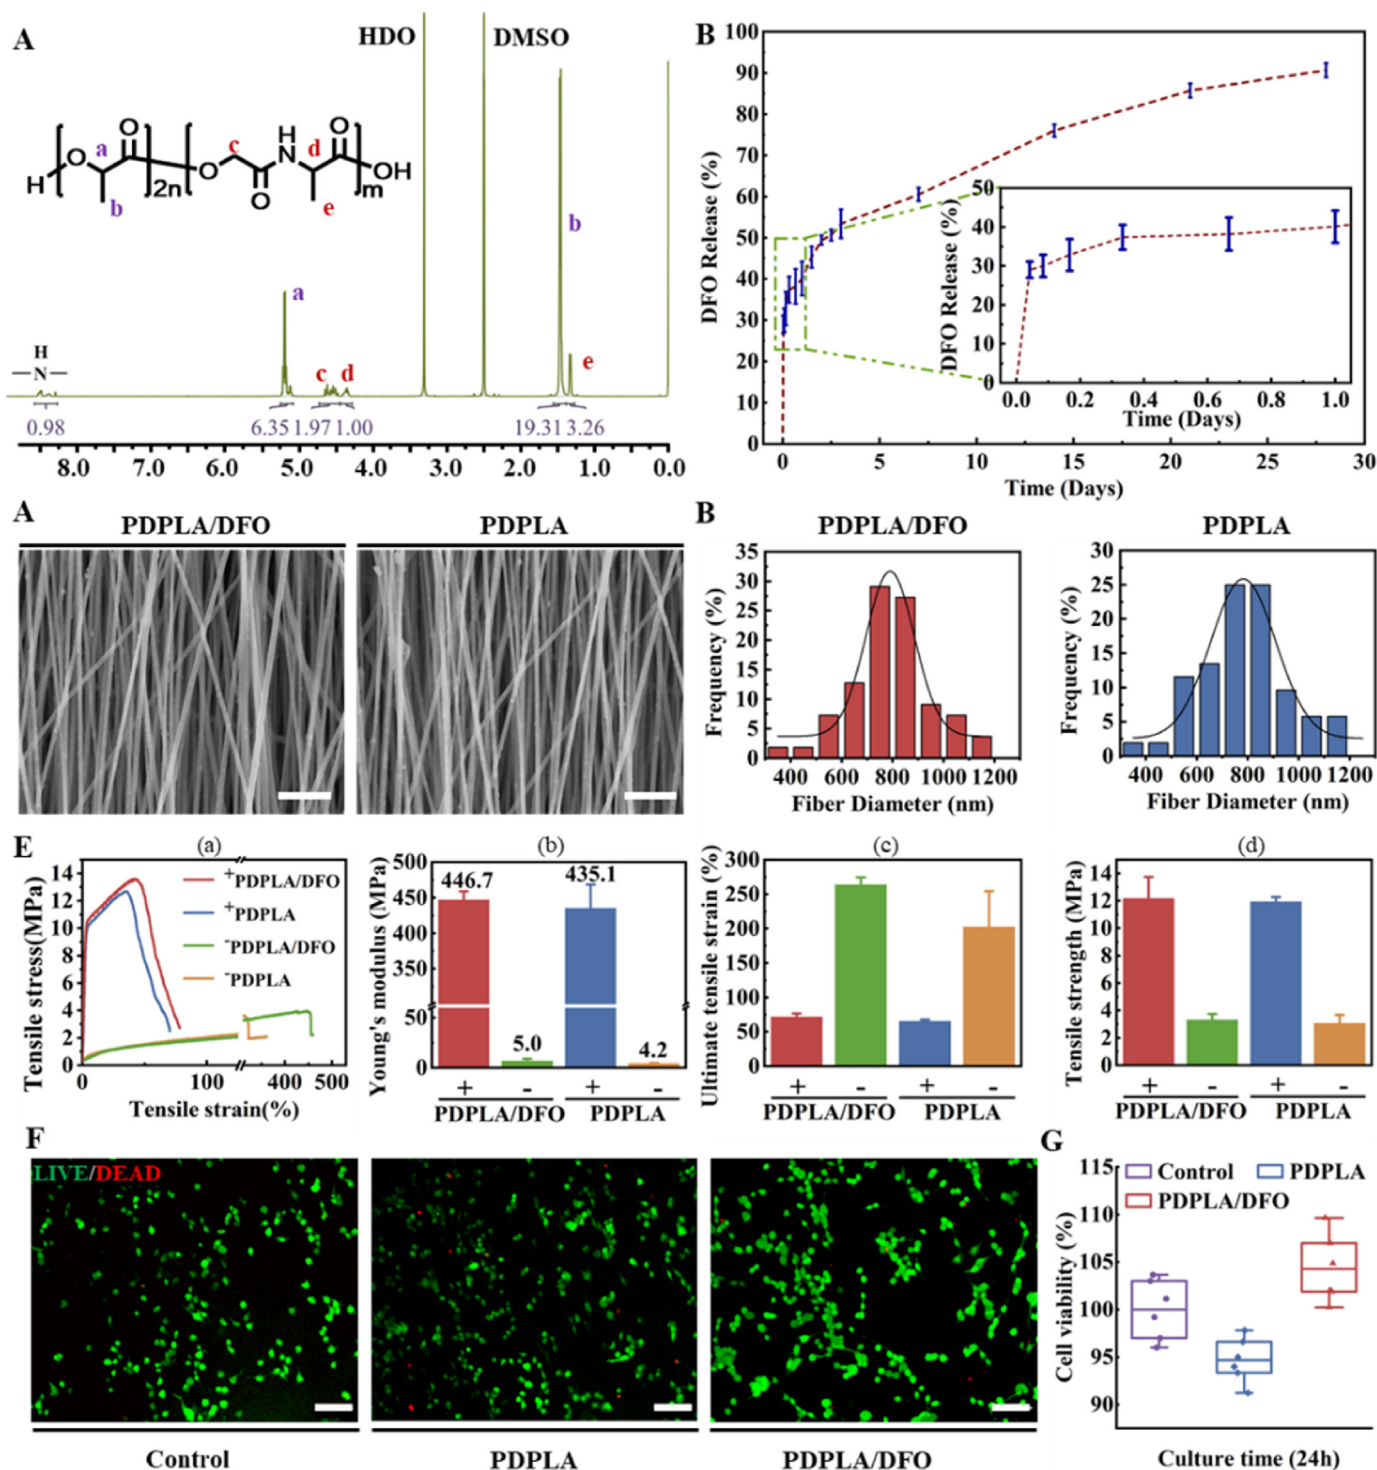 A
HDO
DMSO
H
O
a
b
O
2n
O
c
O
H
N
d
e
O
m
OH
a
b
c
d
e
H
N
0.98
6.35 1.97 1.00
19.31 3.26
8.0 7.0 6.0 5.0 4.0 3.0 2.0 1.0 0.0
B
DFO Release (%)
100
90
80
70
60
50
40
30
20
10
0
0 5 10 15 20 25 30
Time (Days)
DFO Release (%)
50
40
30
20
10
0
0.0 0.2 0.4 0.6 0.8 1.0
Time (Days)
A
PDPLA/DFO
PDPLA
B
PDPLA/DFO
Frequency (%)
35
30
25
20
15
10
5
0
400 600 800 1000 1200
Fiber Diameter (nm)
PDPLA
Frequency (%)
30
25
20
15
10
5
0
400 600 800 1000 1200
Fiber Diameter (nm)
E
(a)
Tensile stress(MPa)
14
12
10
8
6
4
2
0
+PDPLA/DFO
+PDPLA
-PDPLA/DFO
-PDPLA
0 100 400 500
Tensile strain(%)
(b)
Young's modulus (MPa)
500
450
400
350
50
0
446.7
5.0
435.1
4.2
+ - + -
PDPLA/DFO PDPLA
(c)
Ultimate tensile strain (%)
300
250
200
150
100
50
0
+ - + -
PDPLA/DFO PDPLA
(d)
Tensile strength (MPa)
14
12
10
8
6
4
2
0
+ - + -
PDPLA/DFO PDPLA
F
LIVE/DEAD
Control
PDPLA
PDPLA/DFO
G
Cell viability (%)
115
110
105
100
95
90
Control
PDPLA
PDPLA/DFO
Culture time (24h)